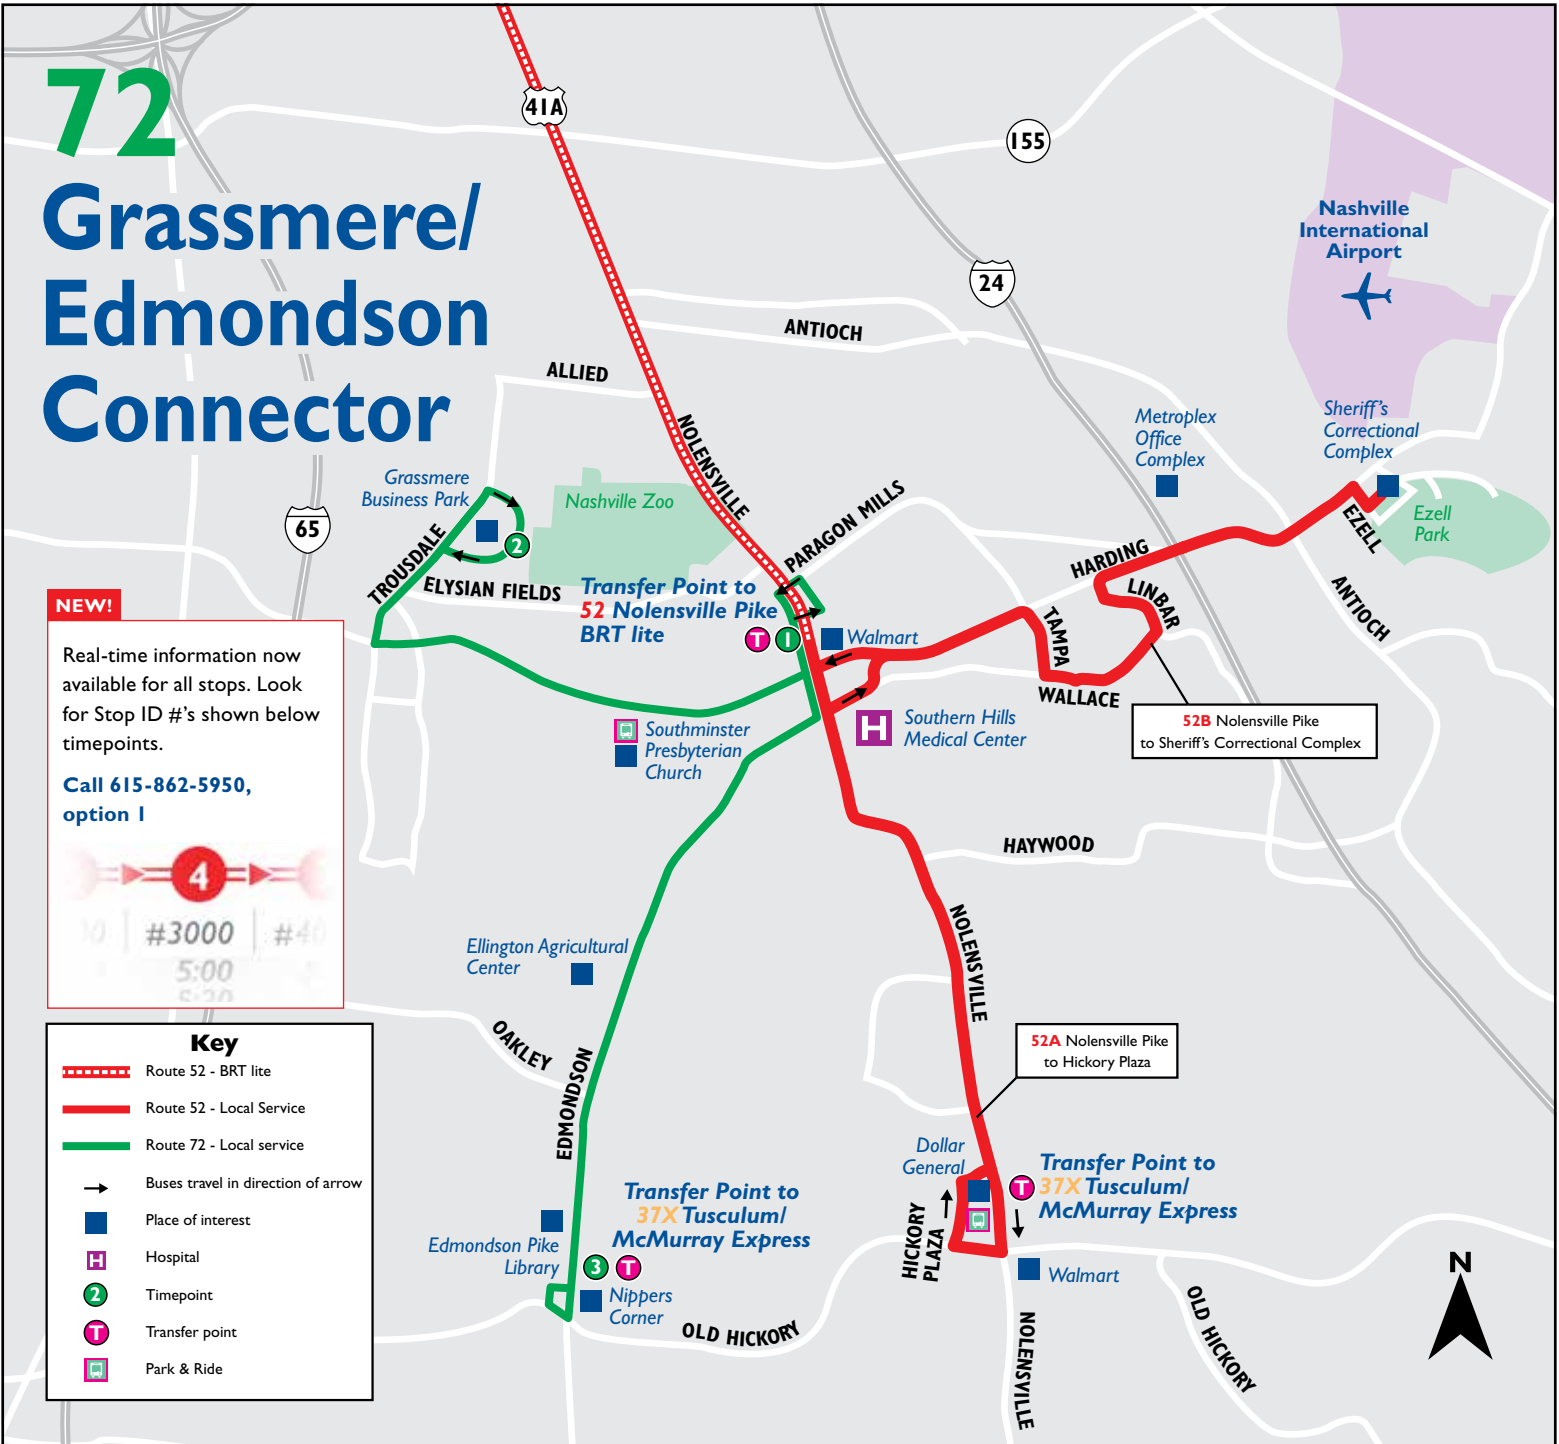 72
Grassmere/
Edmondson
Connector
41A
155
24
65
Nashville
International
Airport
ANTIOCH
ALLIED
NOLENSVILLE
Metroplex
Office
Complex
Sheriff's
Correctional
Complex
Grassmere
Business Park
Nashville Zoo
PARAGON MILLS
EZELL
Ezell
Park
2
TROUSDALE
ELYSIAN FIELDS
HARDING
LINBAR
ANTIOCH
Transfer Point to
52 Nolensville Pike
BRT lite
T
1
Walmart
TAMPA
WALLACE
H
Southern Hills
Medical Center
52B Nolensville Pike
to Sheriff's Correctional Complex
Southminster
Presbyterian
Church
NEW!
Real-time information now
available for all stops. Look
for Stop ID #'s shown below
timepoints.
Call 615-862-5950,
option 1
4
#3000
5:00
HAYWOOD
NOLENSVILLE
Ellington Agricultural
Center
OAKLEY
EDMONDSON
52A Nolensville Pike
to Hickory Plaza
Dollar
General
T
Transfer Point to
37X Tusculum/
McMurray Express
HICKORY
PLAZA
Walmart
Transfer Point to
37X Tusculum/
McMurray Express
Edmondson Pike
Library
3
T
Nippers
Corner
OLD HICKORY
OLD HICKORY
NOLENSVILLE
N
Key
Route 52 - BRT lite
Route 52 - Local Service
Route 72 - Local service
Buses travel in direction of arrow
Place of interest
H
Hospital
2
Timepoint
T
Transfer point
Park & Ride